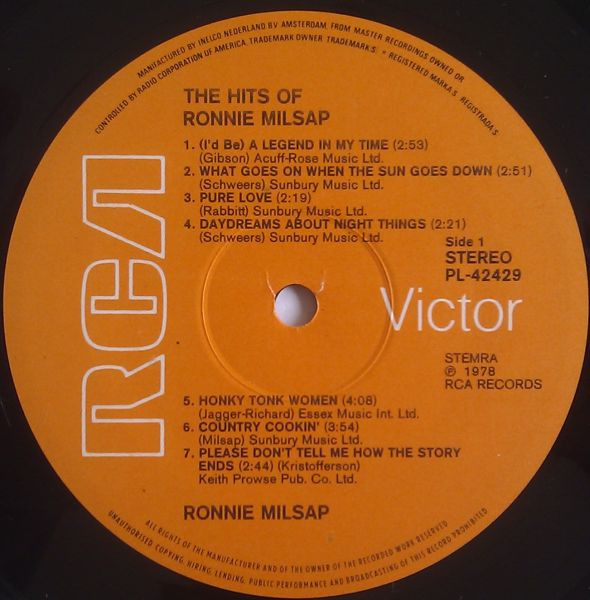 MANUFACTURED BY INELCO NEDERLAND BV AMSTERDAM, FROM MASTER RECORDINGS OWNED OR
CONTROLLED BY RADIO CORPORATION OF AMERICA, TRADEMARK OWNER TRADEMARK'S: • REGISTERED MARKA'S REGISTRADA'S
THE HITS OF
RONNIE MILSAP
1. (I'd Be) A LEGEND IN MY TIME (2:53)
(Gibson) Acuff-Rose Music Ltd.
2. WHAT GOES ON WHEN THE SUN GOES DOWN (2:51)
(Schweers) Sunbury Music Ltd.
3. PURE LOVE (2:19)
(Rabbitt) Sunbury Music Ltd.
4. DAYDREAMS ABOUT NIGHT THINGS (2:21)
(Schweers) Sunbury Music Ltd.
Side 1
STEREO
PL-42429
RCA
Victor
STEMRA
℗ 1978
RCA RECORDS
5. HONKY TONK WOMEN (4:08)
(Jagger-Richard) Essex Music Int. Ltd.
6. COUNTRY COOKIN' (3:54)
(Milsap) Sunbury Music Ltd.
7. PLEASE DON'T TELL ME HOW THE STORY
ENDS (2:44) (Kristofferson)
Keith Prowse Pub. Co. Ltd.
RONNIE MILSAP
ALL RIGHTS OF THE MANUFACTURER AND OF THE OWNER OF THE RECORDED WORK RESERVED
UNAUTHORISED COPYING, HIRING, LENDING, PUBLIC PERFORMANCE AND BROADCASTING OF THIS RECORD PROHIBITED